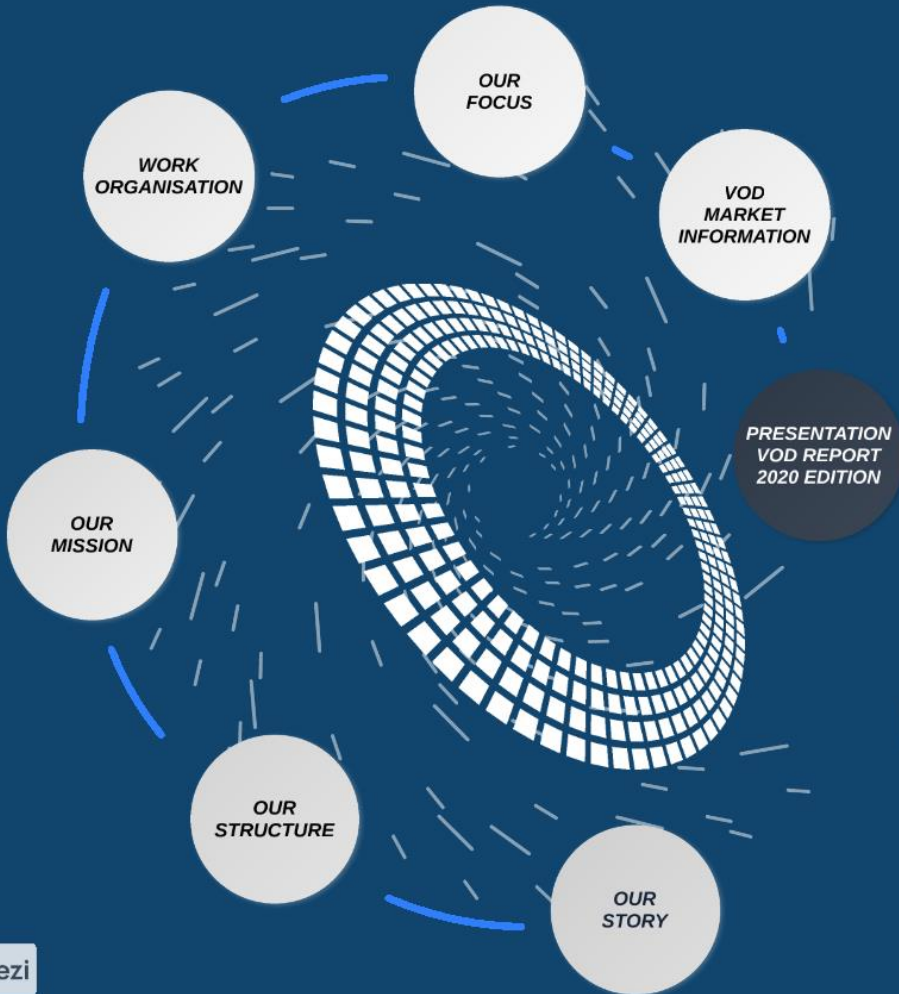 OUR
FOCUS
WORK
ORGANISATION
VOD
MARKET
INFORMATION
PRESENTATION
VOD REPORT
2020 EDITION
OUR
MISSION
OUR
STRUCTURE
OUR
STORY
ezi